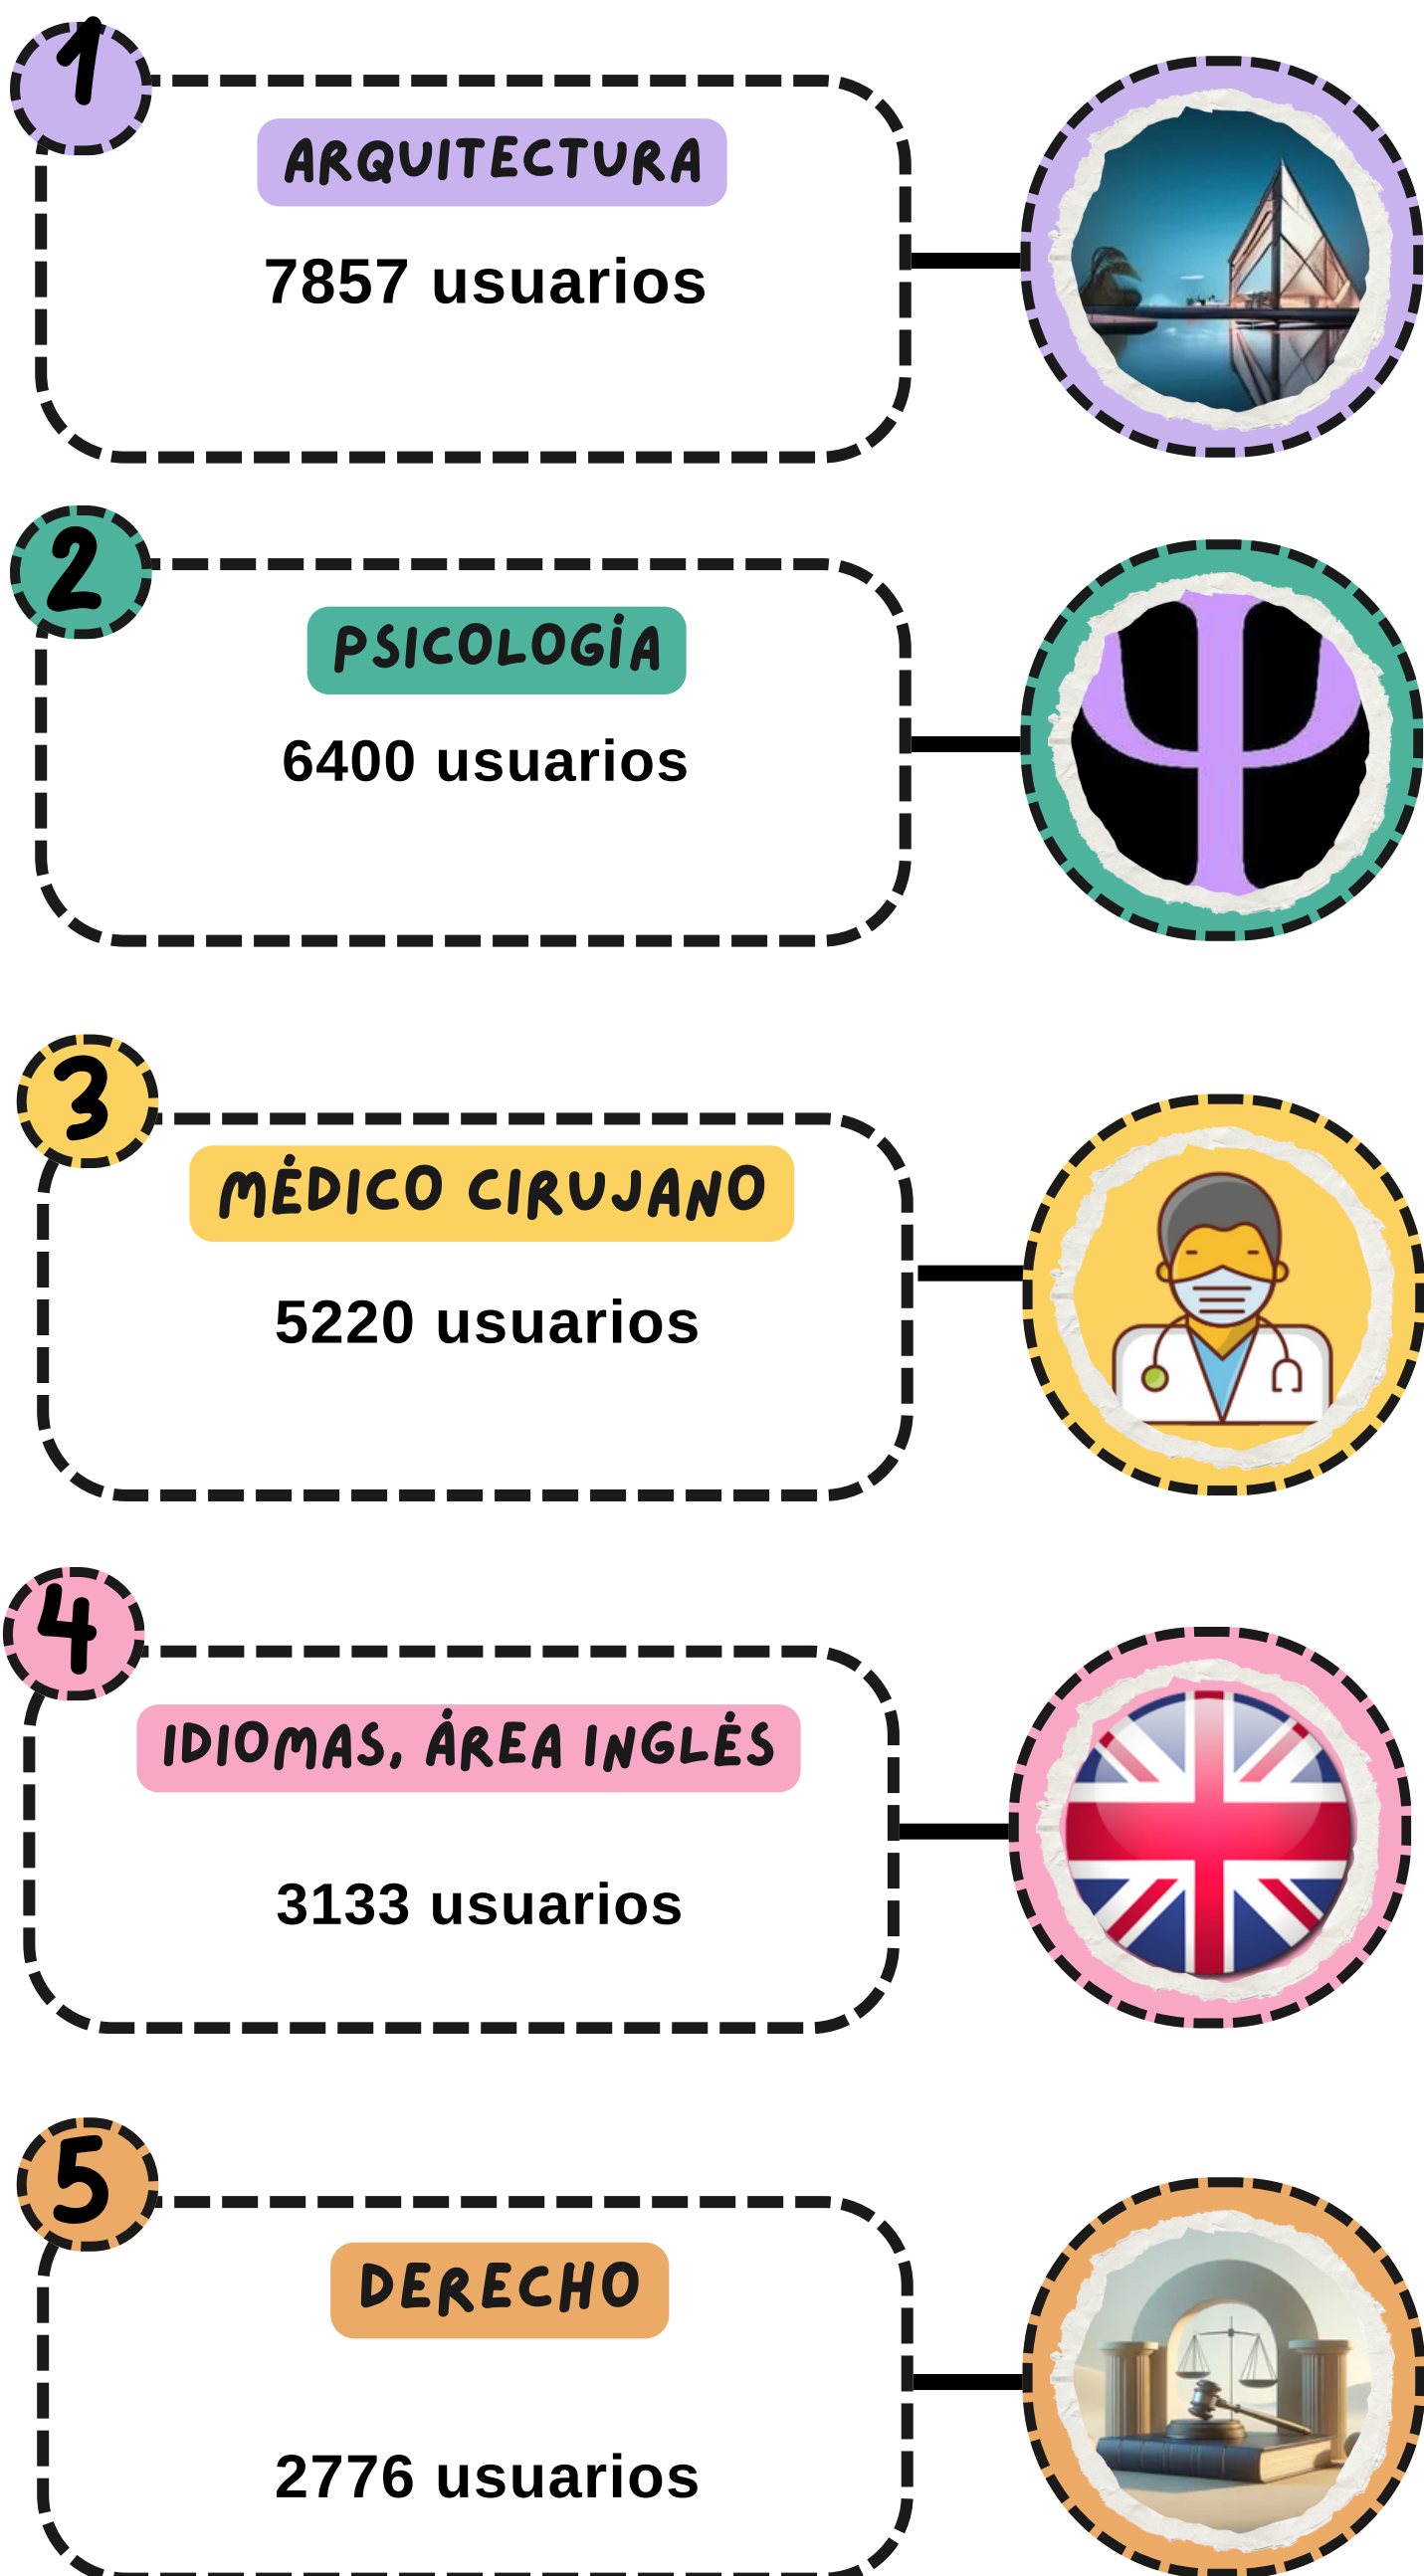 1
ARQUITECTURA
7857 usuarios
2
PSICOLOGÍA
6400 usuarios
3
MÉDICO CIRUJANO
5220 usuarios
4
IDIOMAS, ÁREA INGLÉS
3133 usuarios
5
DERECHO
2776 usuarios